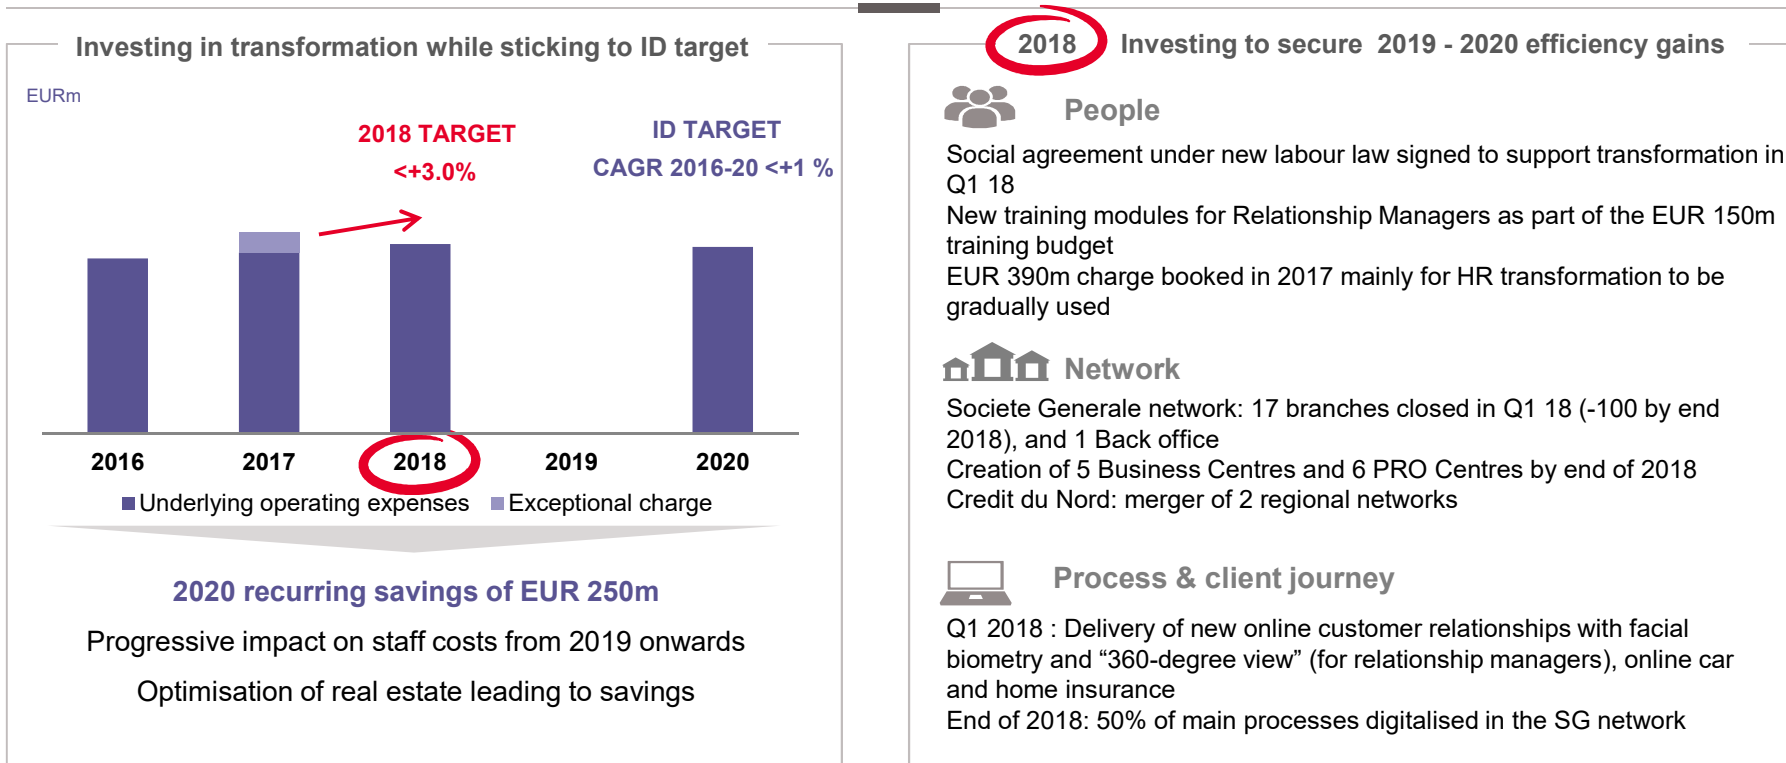 Investing in transformation while sticking to ID target
EURm
2018 TARGET
<+3.0%
ID TARGET
CAGR 2016-20 <+1 %
2016 2017 2018 2019 2020
Underlying operating expenses Exceptional charge
2020 recurring savings of EUR 250m
Progressive impact on staff costs from 2019 onwards
Optimisation of real estate leading to savings
2018 Investing to secure 2019 - 2020 efficiency gains
People
Social agreement under new labour law signed to support transformation in
Q1 18
New training modules for Relationship Managers as part of the EUR 150m
training budget
EUR 390m charge booked in 2017 mainly for HR transformation to be
gradually used
Network
Societe Generale network: 17 branches closed in Q1 18 (-100 by end
2018), and 1 Back office
Creation of 5 Business Centres and 6 PRO Centres by end of 2018
Credit du Nord: merger of 2 regional networks
Process & client journey
Q1 2018 : Delivery of new online customer relationships with facial
biometry and “360-degree view” (for relationship managers), online car
and home insurance
End of 2018: 50% of main processes digitalised in the SG network